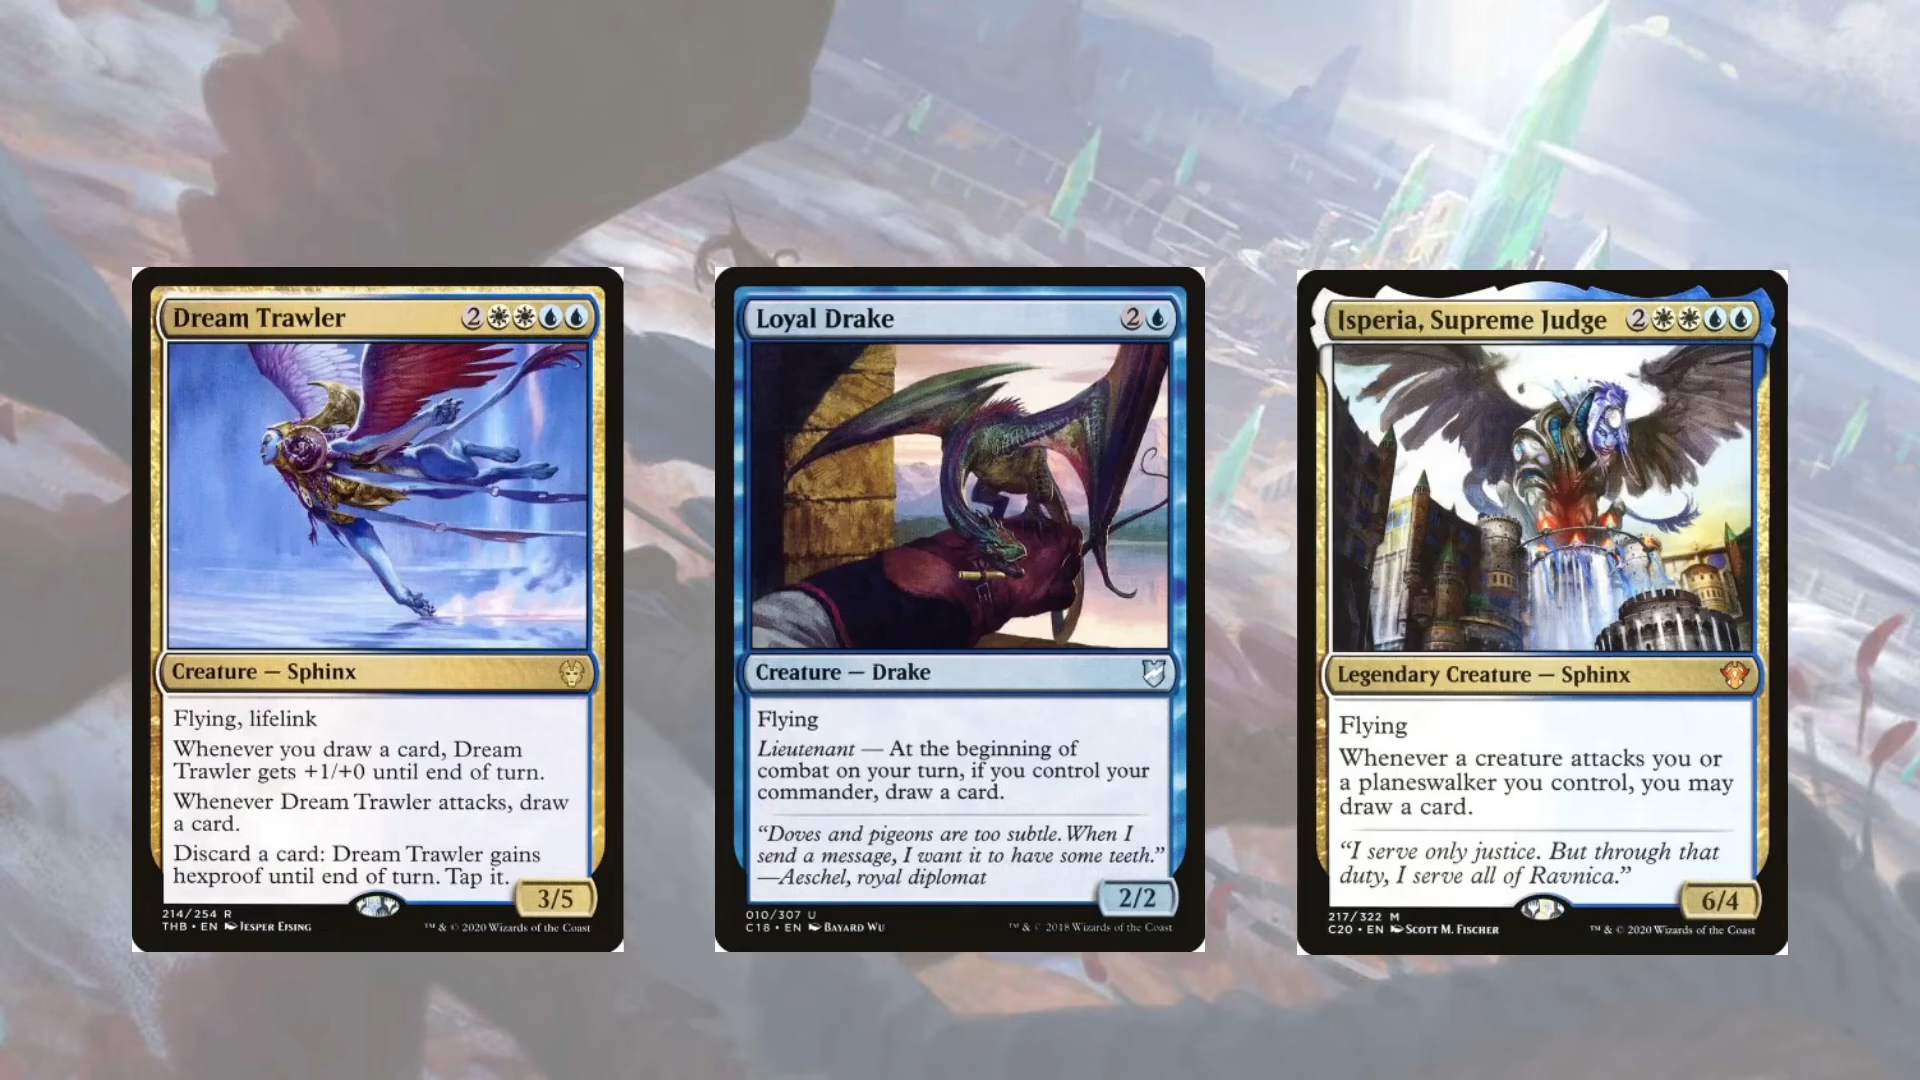 Dream Trawler 2
Creature — Sphinx
Flying, lifelink
Whenever you draw a card, Dream
Trawler gets +1/+0 until end of turn.
Whenever Dream Trawler attacks, draw
a card.
Discard a card: Dream Trawler gains
hexproof until end of turn. Tap it.
3/5
214/254 R
THB • EN Jesper Ejsing
™ & © 2020 Wizards of the Coast
Loyal Drake 2
Creature — Drake
Flying
Lieutenant — At the beginning of
combat on your turn, if you control your
commander, draw a card.
“Doves and pigeons are too subtle. When I
send a message, I want it to have some teeth.”
—Aeschel, royal diplomat
2/2
010/307 U
C18 • EN Bayard Wu
™ & © 2018 Wizards of the Coast
Isperia, Supreme Judge 2
Legendary Creature — Sphinx
Flying
Whenever a creature attacks you or
a planeswalker you control, you may
draw a card.
“I serve only justice. But through that
duty, I serve all of Ravnica.”
6/4
217/322 M
C20 • EN Scott M. Fischer
™ & © 2020 Wizards of the Coast